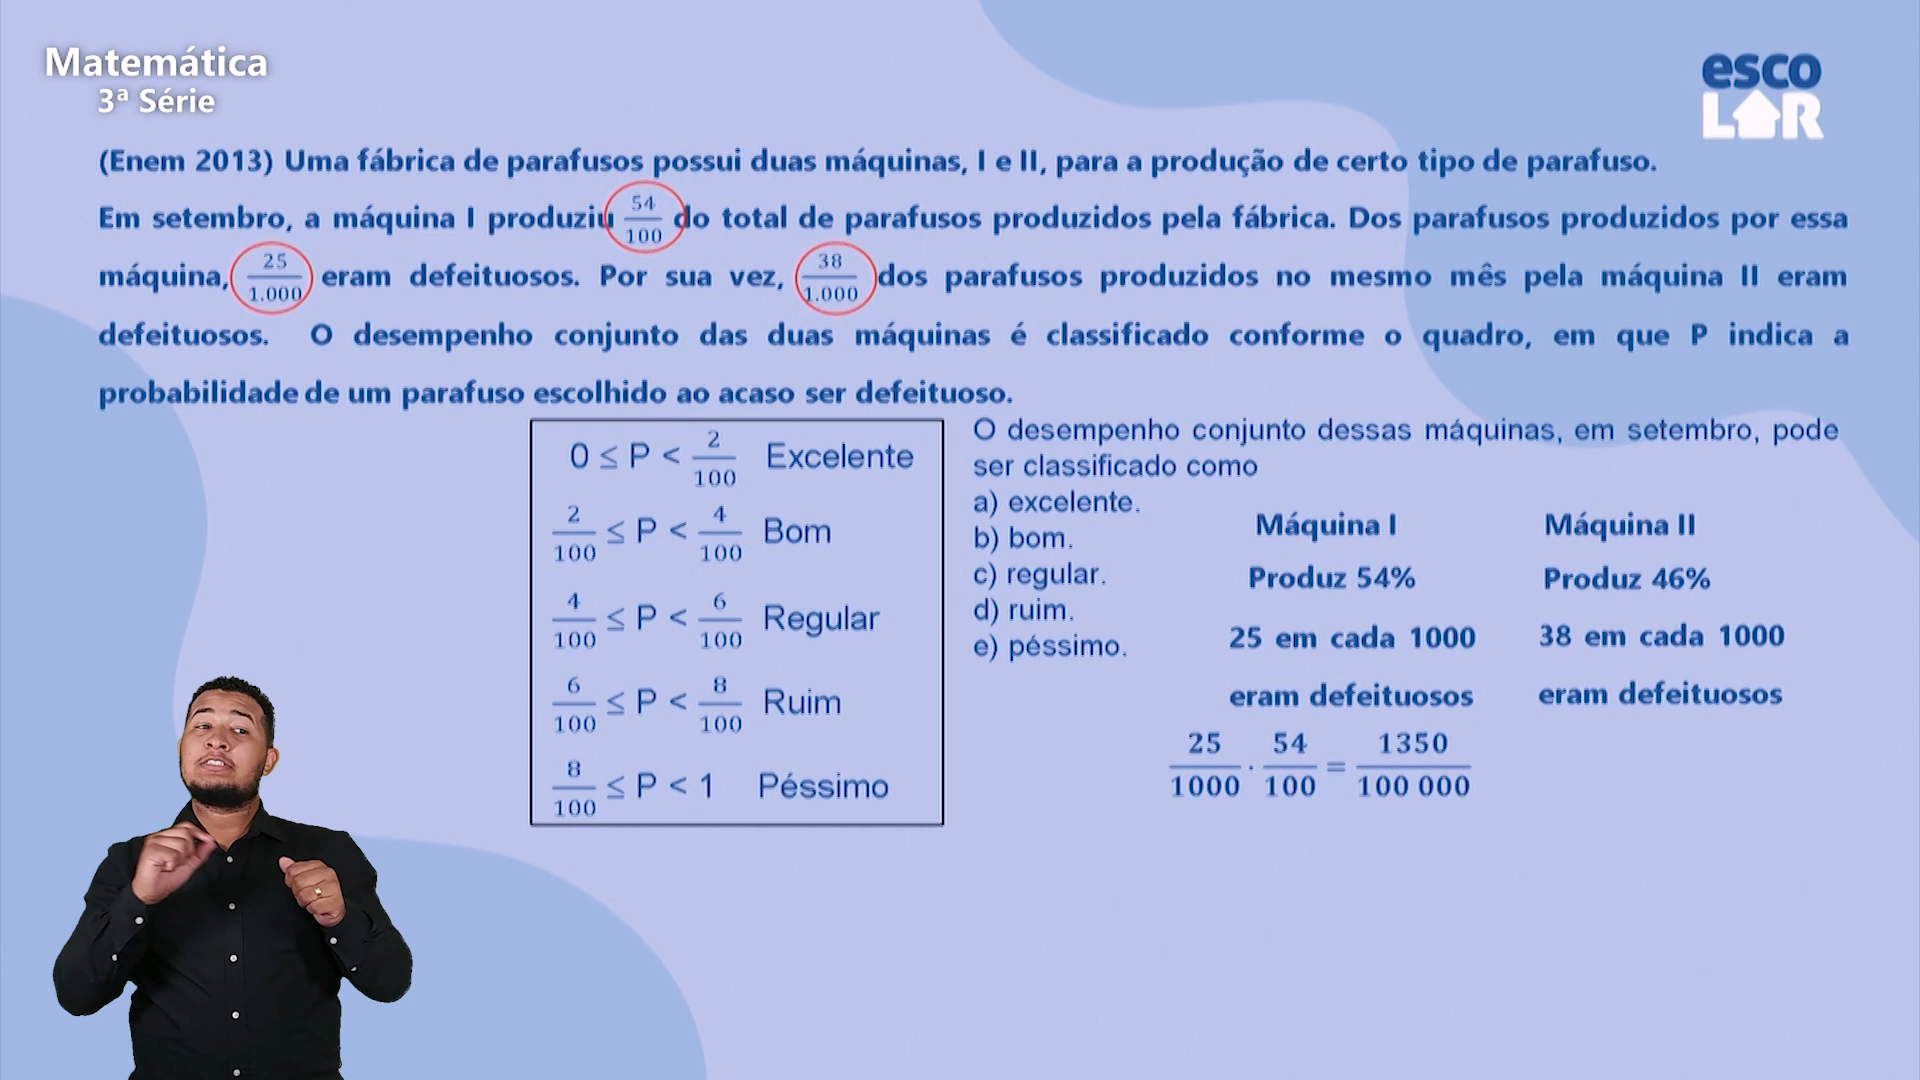 Matemática
3ª Série
esco
LAR
(Enem 2013) Uma fábrica de parafusos possui duas máquinas, I e II, para a produção de certo tipo de parafuso.
Em setembro, a máquina I produziu 54/100 do total de parafusos produzidos pela fábrica. Dos parafusos produzidos por essa
máquina, 25/1.000 eram defeituosos. Por sua vez, 38/1.000 dos parafusos produzidos no mesmo mês pela máquina II eram
defeituosos. O desempenho conjunto das duas máquinas é classificado conforme o quadro, em que P indica a
probabilidade de um parafuso escolhido ao acaso ser defeituoso.
0 ≤ P < 2/100 Excelente
2/100 ≤ P < 4/100 Bom
4/100 ≤ P < 6/100 Regular
6/100 ≤ P < 8/100 Ruim
8/100 ≤ P < 1 Péssimo
O desempenho conjunto dessas máquinas, em setembro, pode
ser classificado como
a) excelente.
b) bom.
c) regular.
d) ruim.
e) péssimo.
Máquina I
Produz 54%
25 em cada 1000
eram defeituosos
25/1000 · 54/100 = 1350/100 000
Máquina II
Produz 46%
38 em cada 1000
eram defeituosos